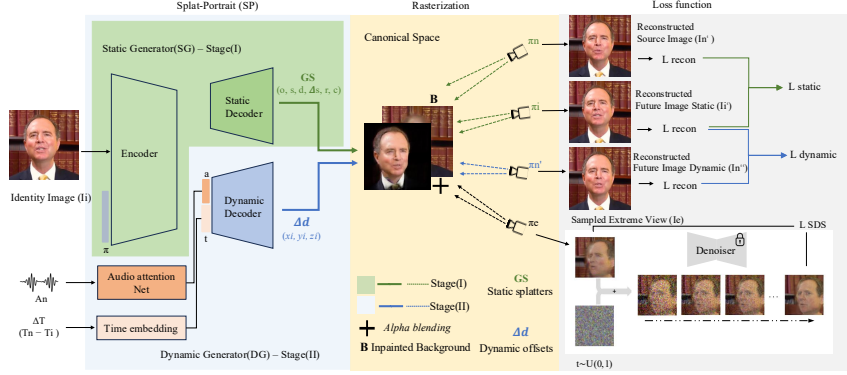 Splat-Portrait (SP)
Rasterization
Loss function
Static Generator(SG) – Stage(I)
Encoder
Static
Decoder
GS
(o, s, d, Δs, r, c)
Identity Image (Ii)
π
a
t
Dynamic
Decoder
Δd
(xi, yi, zi)
An
Audio attention
Net
ΔT
(Tn − Ti)
Time embedding
Dynamic Generator(DG) – Stage(II)
Canonical Space
B
πn
πi
πn'
πe
Stage(I)
Stage(II)
Alpha blending
B Inpainted Background
GS
Static splatters
Δd
Dynamic offsets
Reconstructed
Source Image (In')
L recon
Reconstructed
Future Image Static (Ii')
L recon
Reconstructed
Future Image Dynamic (In'')
L recon
L static
L dynamic
Sampled Extreme View (Ie)
L SDS
Denoiser
+
...
t~U(0,1)